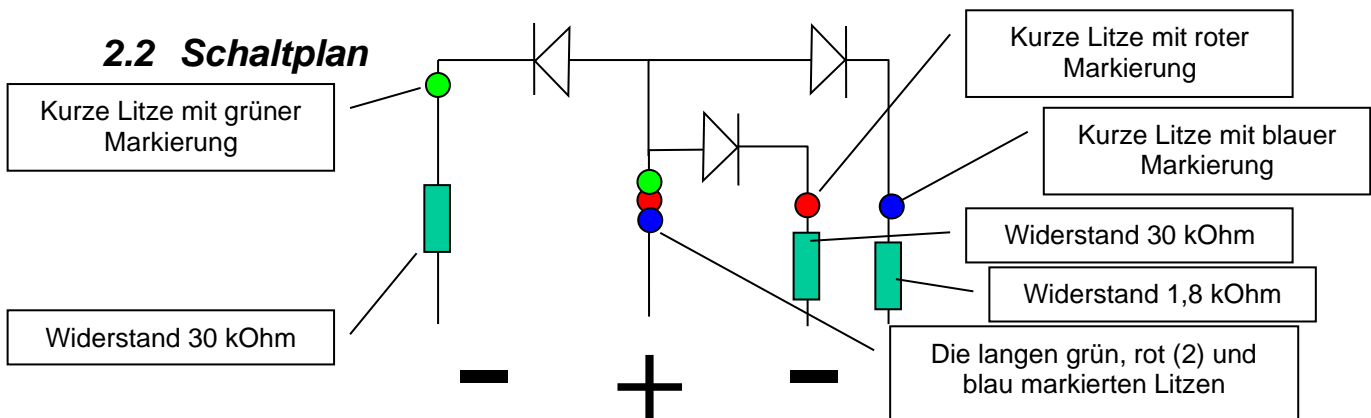 2.2 Schaltplan
Kurze Litze mit grüner
Markierung
Kurze Litze mit roter
Markierung
Kurze Litze mit blauer
Markierung
Widerstand 30 kOhm
Widerstand 1,8 kOhm
Widerstand 30 kOhm
Die langen grün, rot (2) und
blau markierten Litzen
- + -